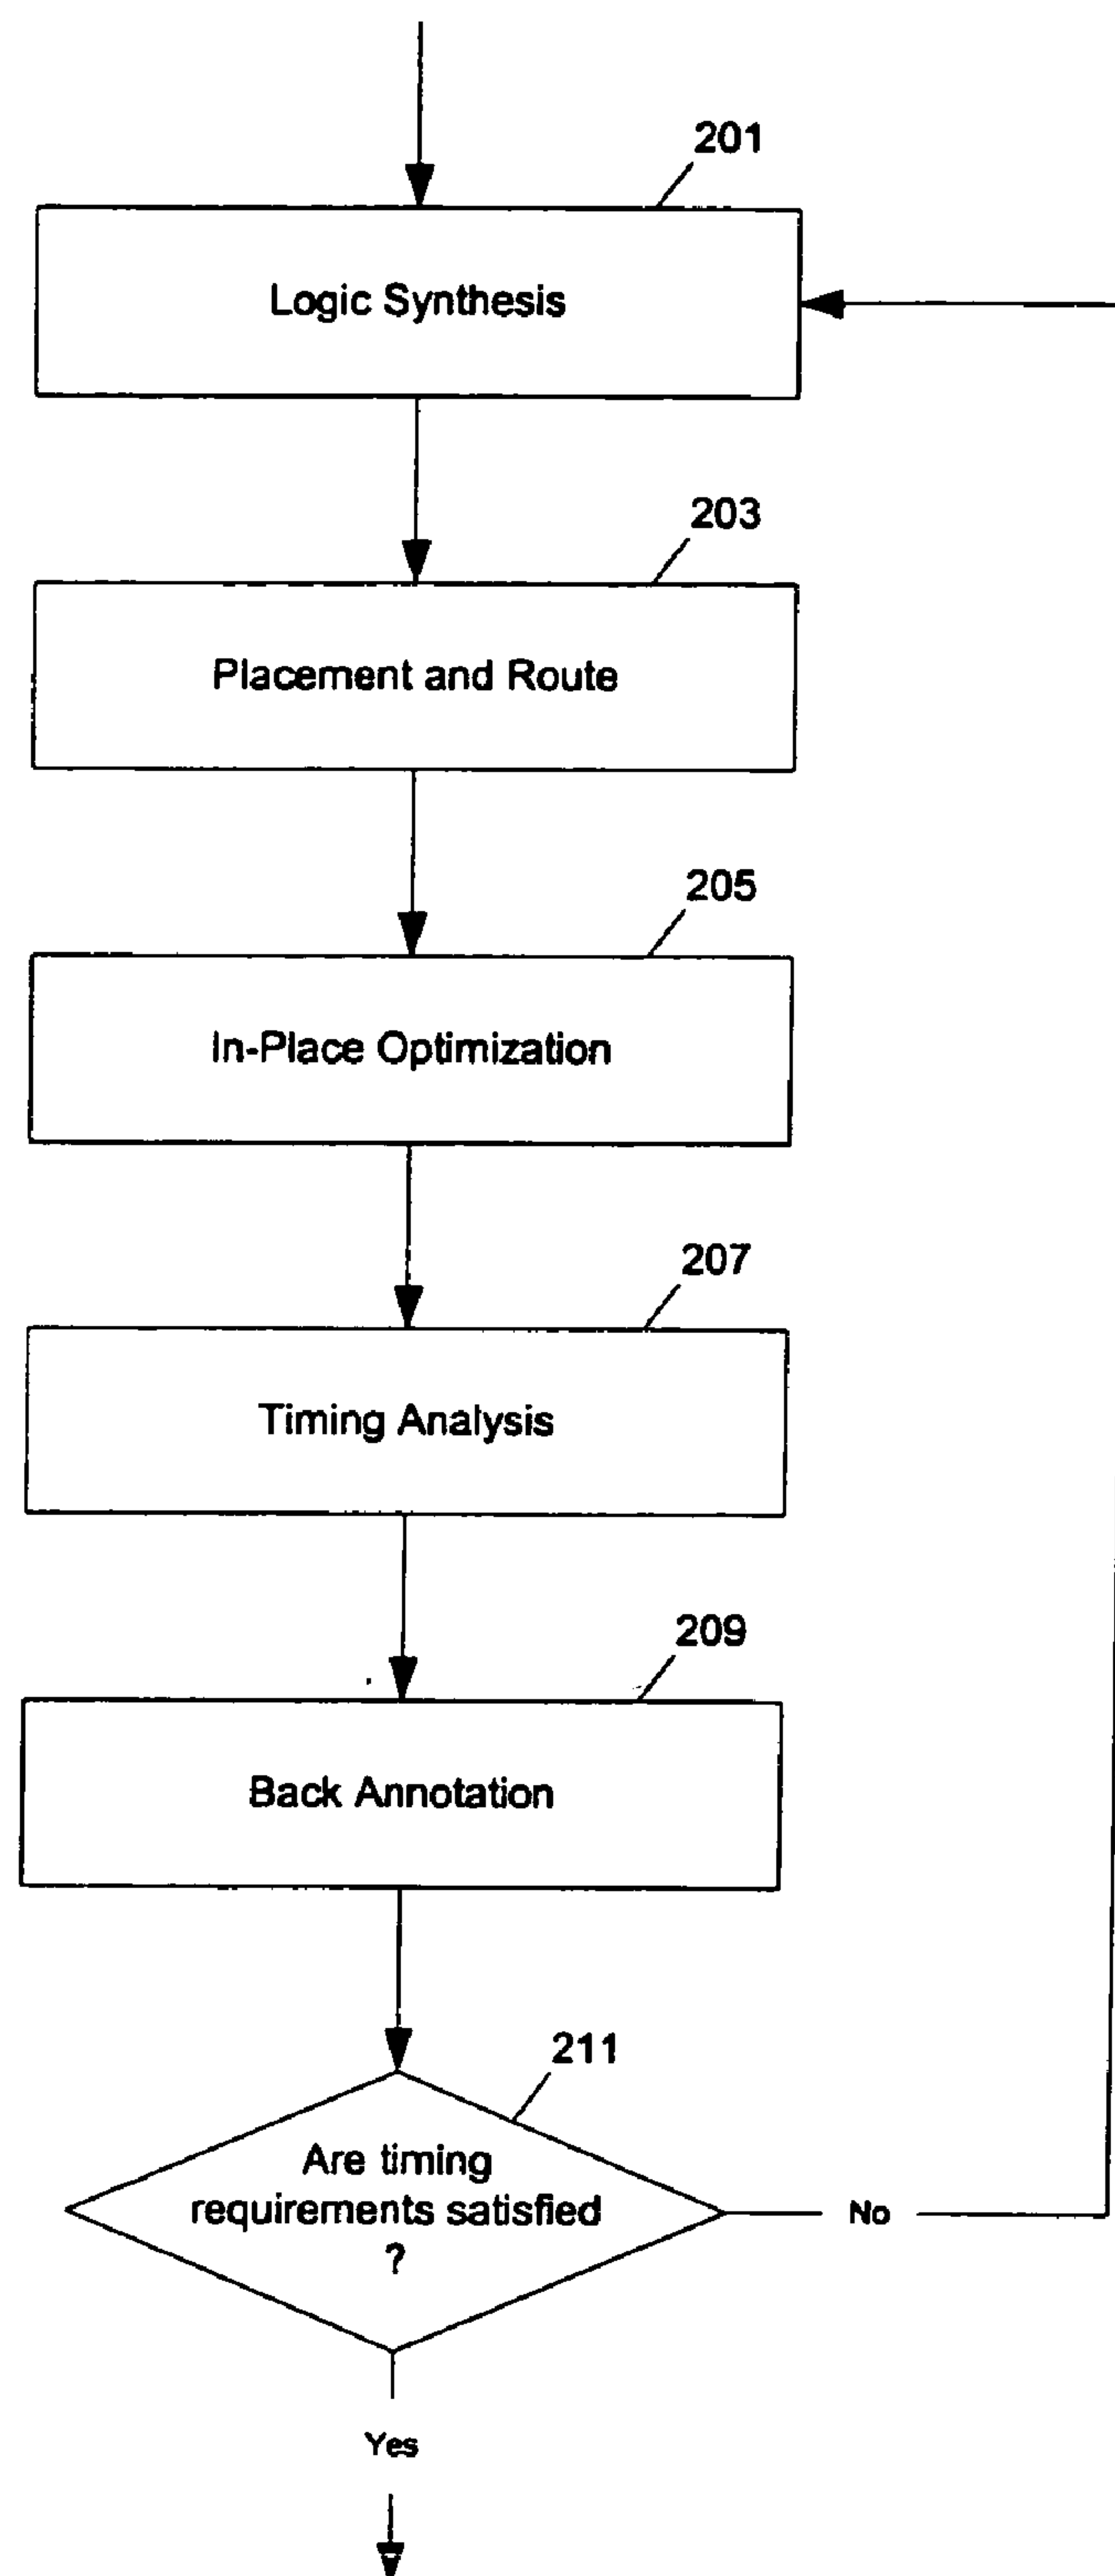 201
Logic Synthesis
203
Placement and Route
205
In-Place Optimization
207
Timing Analysis
209
Back Annotation
211
Are timing
requirements satisfied
?
No
Yes